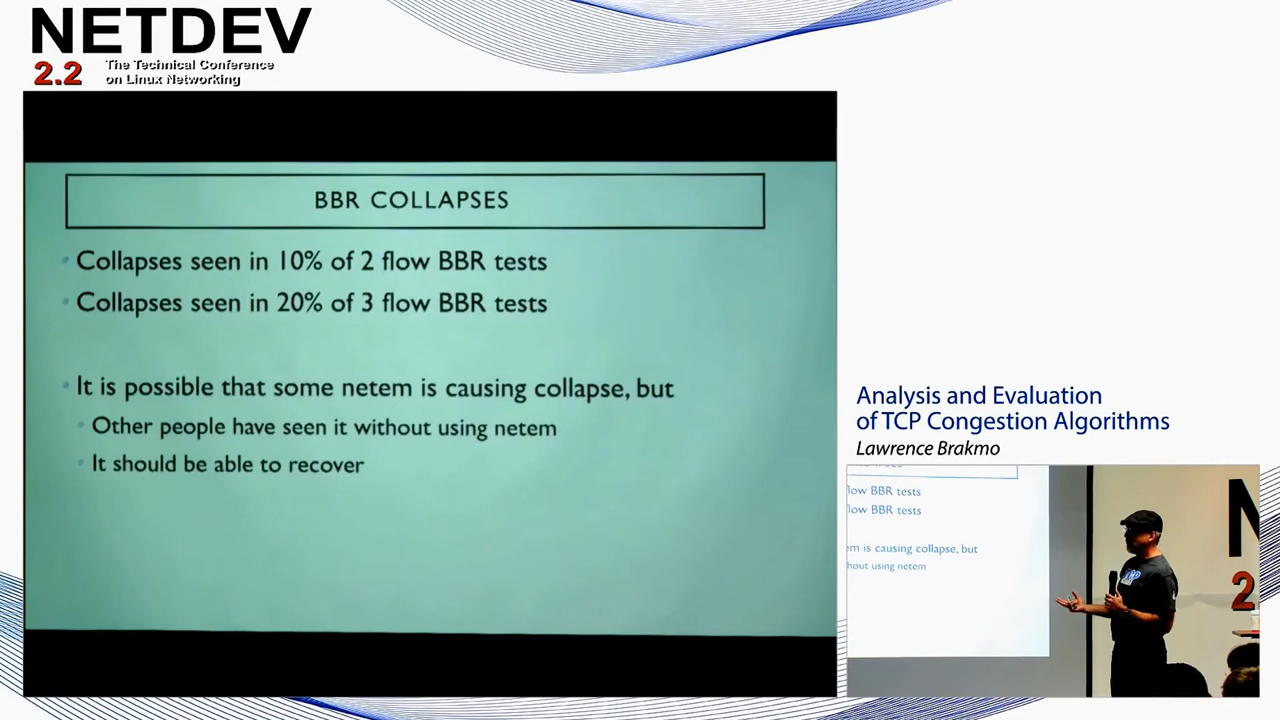 NETDEV
2.2
The Technical Conference
on Linux Networking
BBR COLLAPSES
Collapses seen in 10% of 2 flow BBR tests
Collapses seen in 20% of 3 flow BBR tests
It is possible that some netem is causing collapse, but
Other people have seen it without using netem
It should be able to recover
Analysis and Evaluation
of TCP Congestion Algorithms
Lawrence Brakmo
low BBR tests
low BBR tests
em is causing collapse, but
hout using netem
N
2.